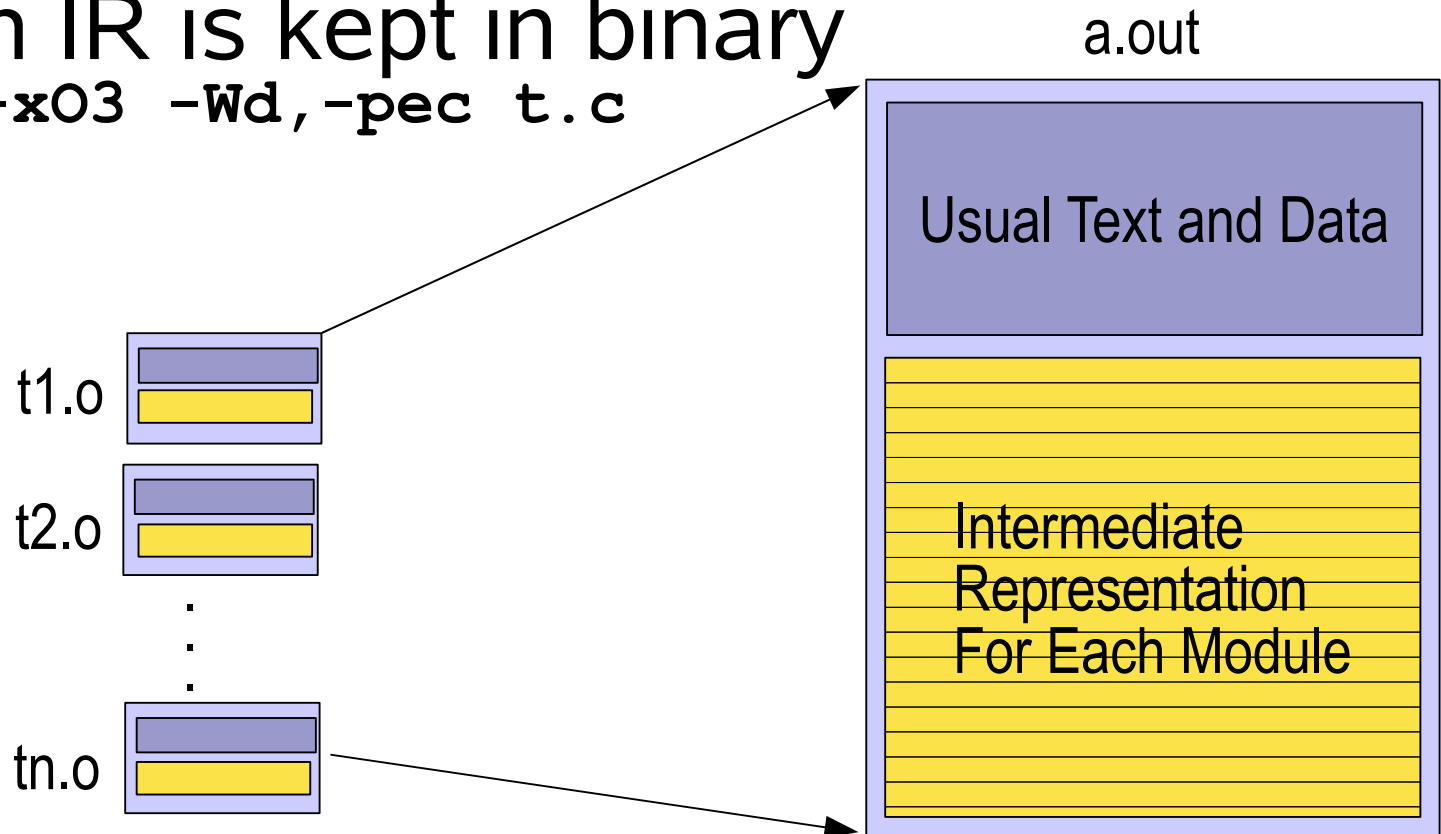 n IR is kept in binary
-xO3 -Wd,-pec t.c
a.out
Usual Text and Data
t1.o
t2.o
.
.
.
tn.o
Intermediate
Representation
For Each Module